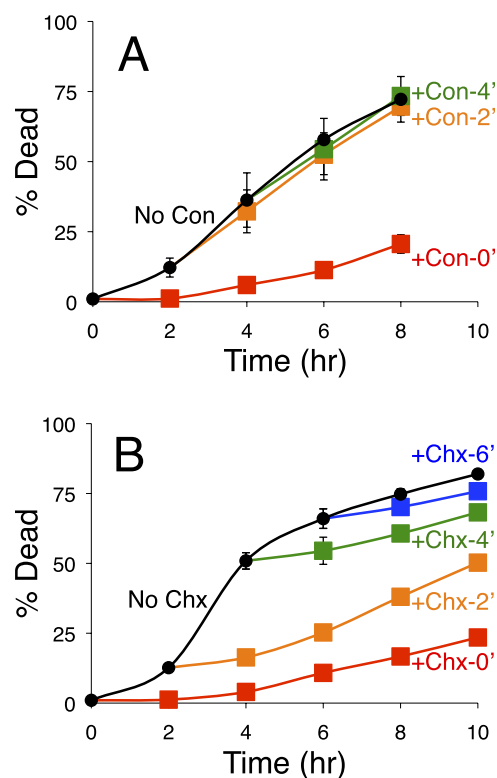 100
A
75
+Con-4'
+Con-2'
% Dead
50
No Con
25
+Con-0'
0
0 2 4 6 8 10
Time (hr)
100
B
+Chx-6'
75
+Chx-4'
% Dead
50
No Chx
+Chx-2'
25
+Chx-0'
0
0 2 4 6 8 10
Time (hr)